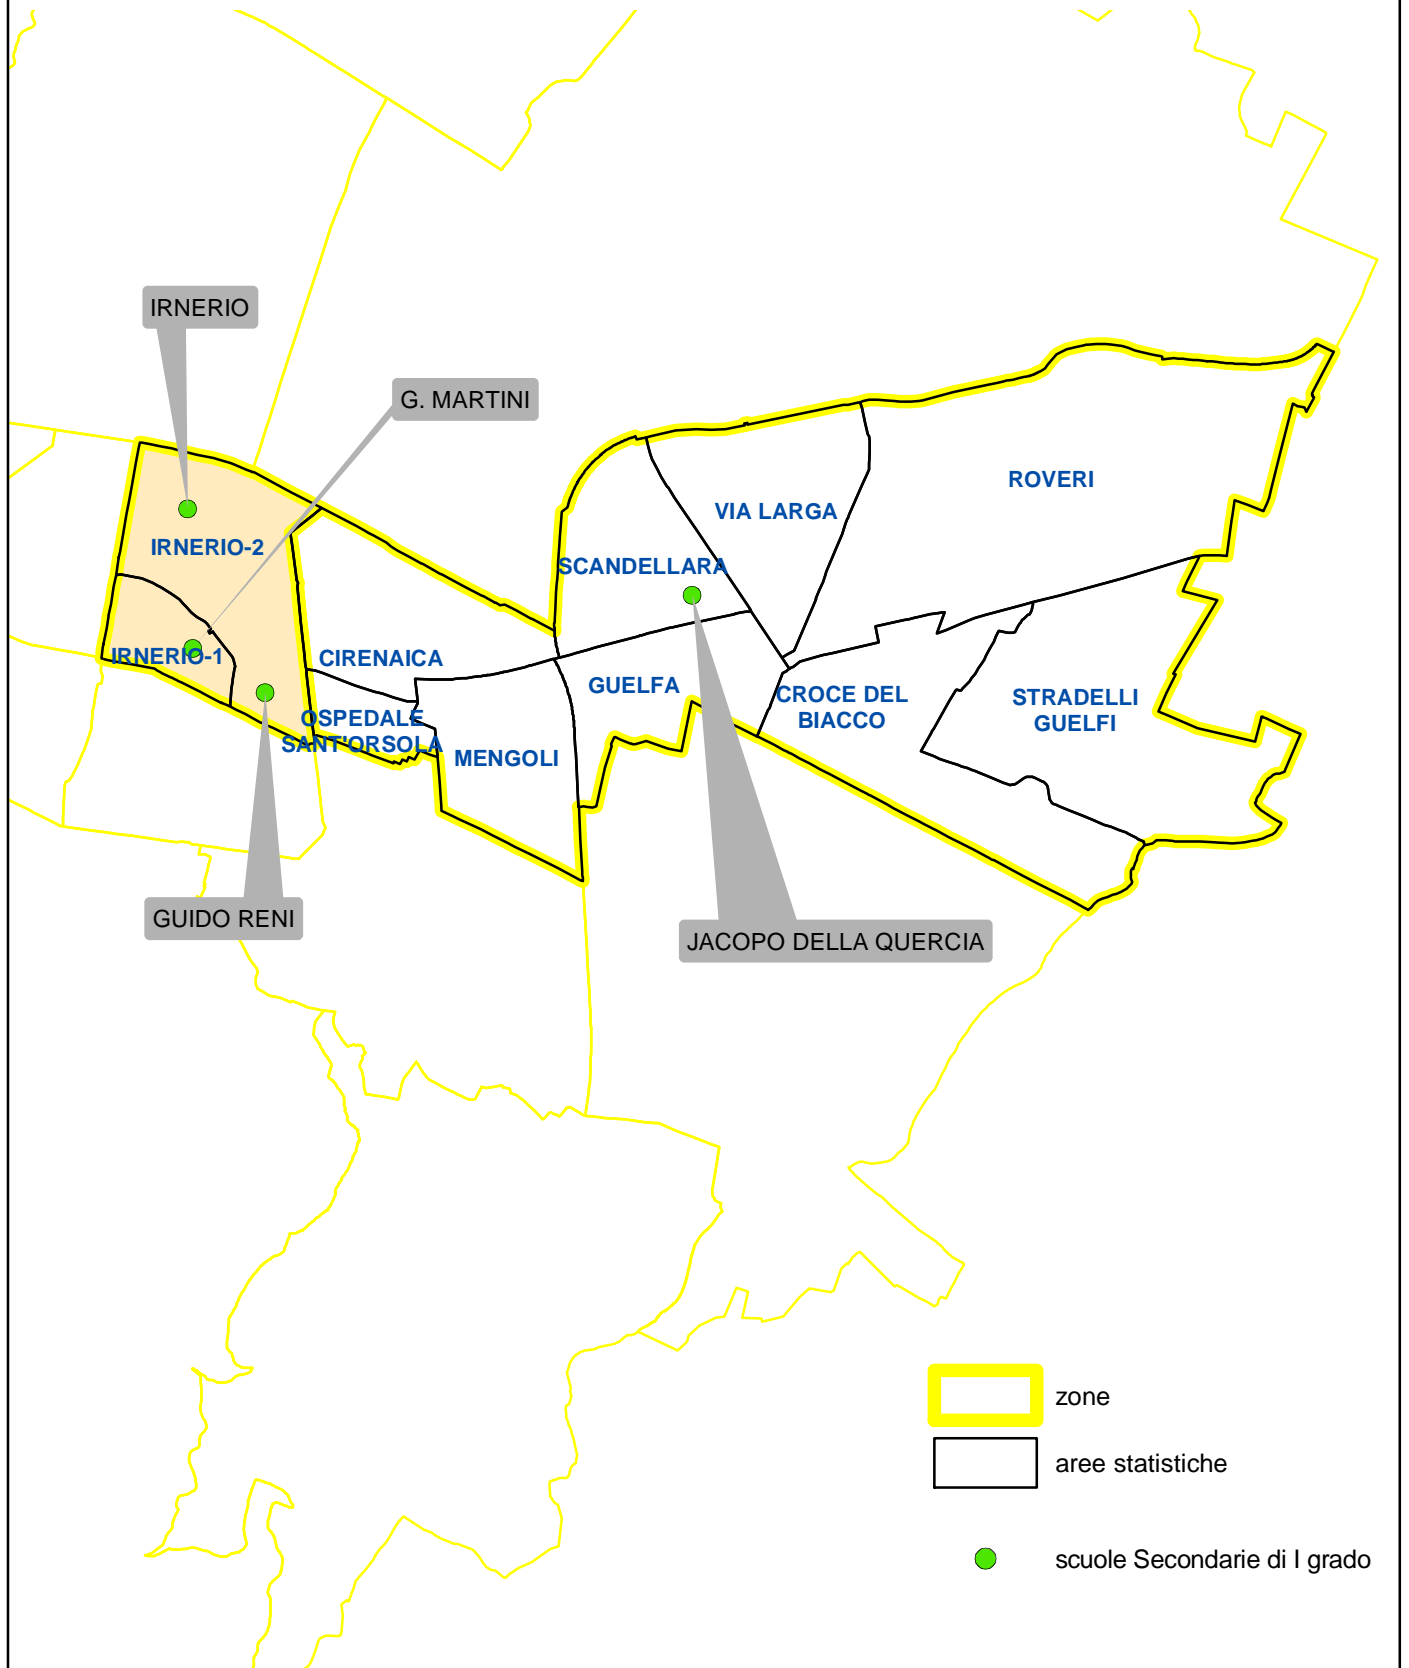 IRNERIO
G. MARTINI
ROVERI
VIA LARGA
IRNERIO-2
SCANDELLARA
IRNERIO-1
CIRENAICA
GUELFA
CROCE DEL
BIACCO
STRADELLI
GUELFI
OSPEDALE
SANT'ORSOLA
MENGOLI
GUIDO RENI
JACOPO DELLA QUERCIA
zone
aree statistiche
scuole Secondarie di I grado